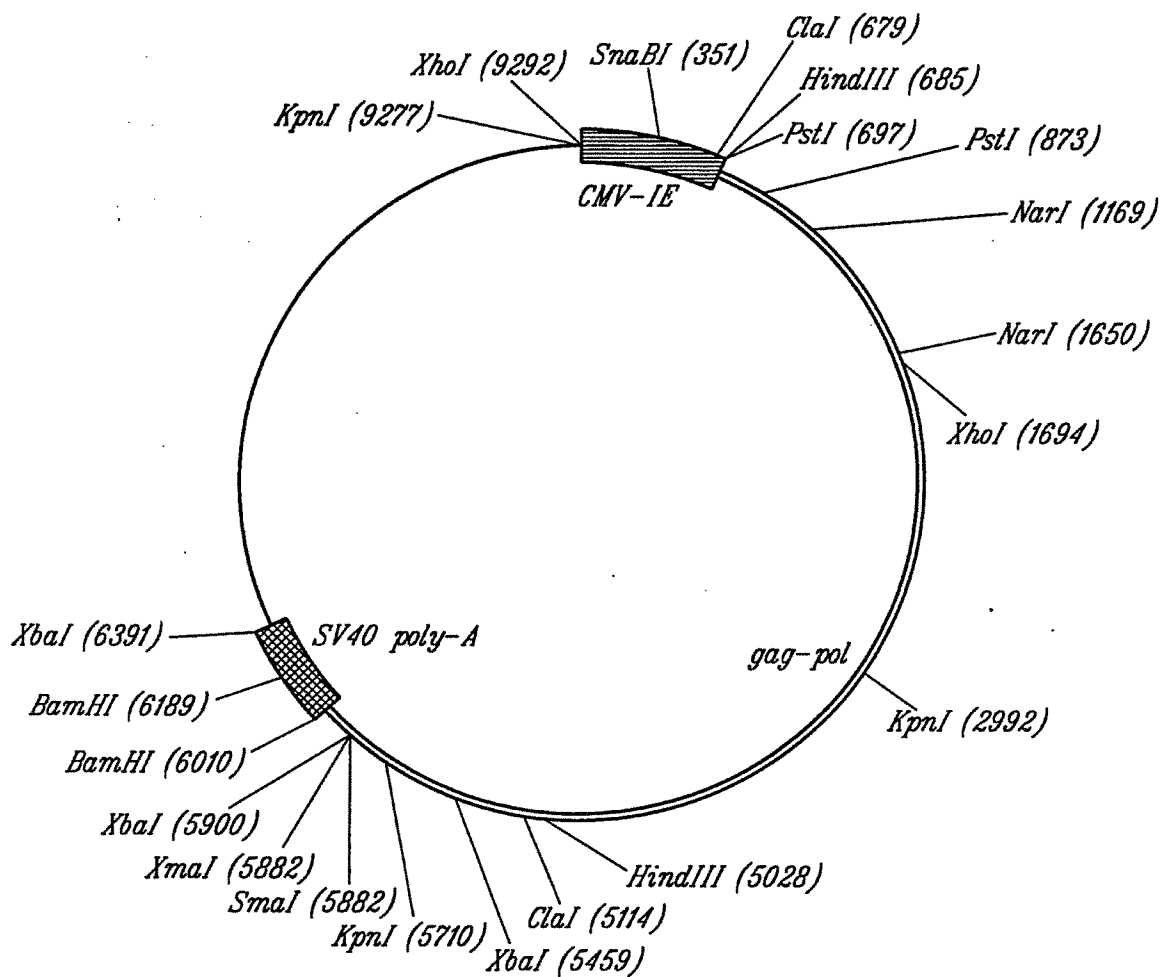 ClaI (679)
SnaBI (351)
XhoI (9292)
HindIII (685)
KpnI (9277)
PstI (697)
PstI (873)
CMV-IE
NarI (1169)
NarI (1650)
XhoI (1694)
XbaI (6391)
SV40 poly-A
gag-pol
BamHI (6189)
KpnI (2992)
BamHI (6010)
XbaI (5900)
XmaI (5882)
HindIII (5028)
SmaI (5882)
ClaI (5114)
KpnI (5710)
XbaI (5459)